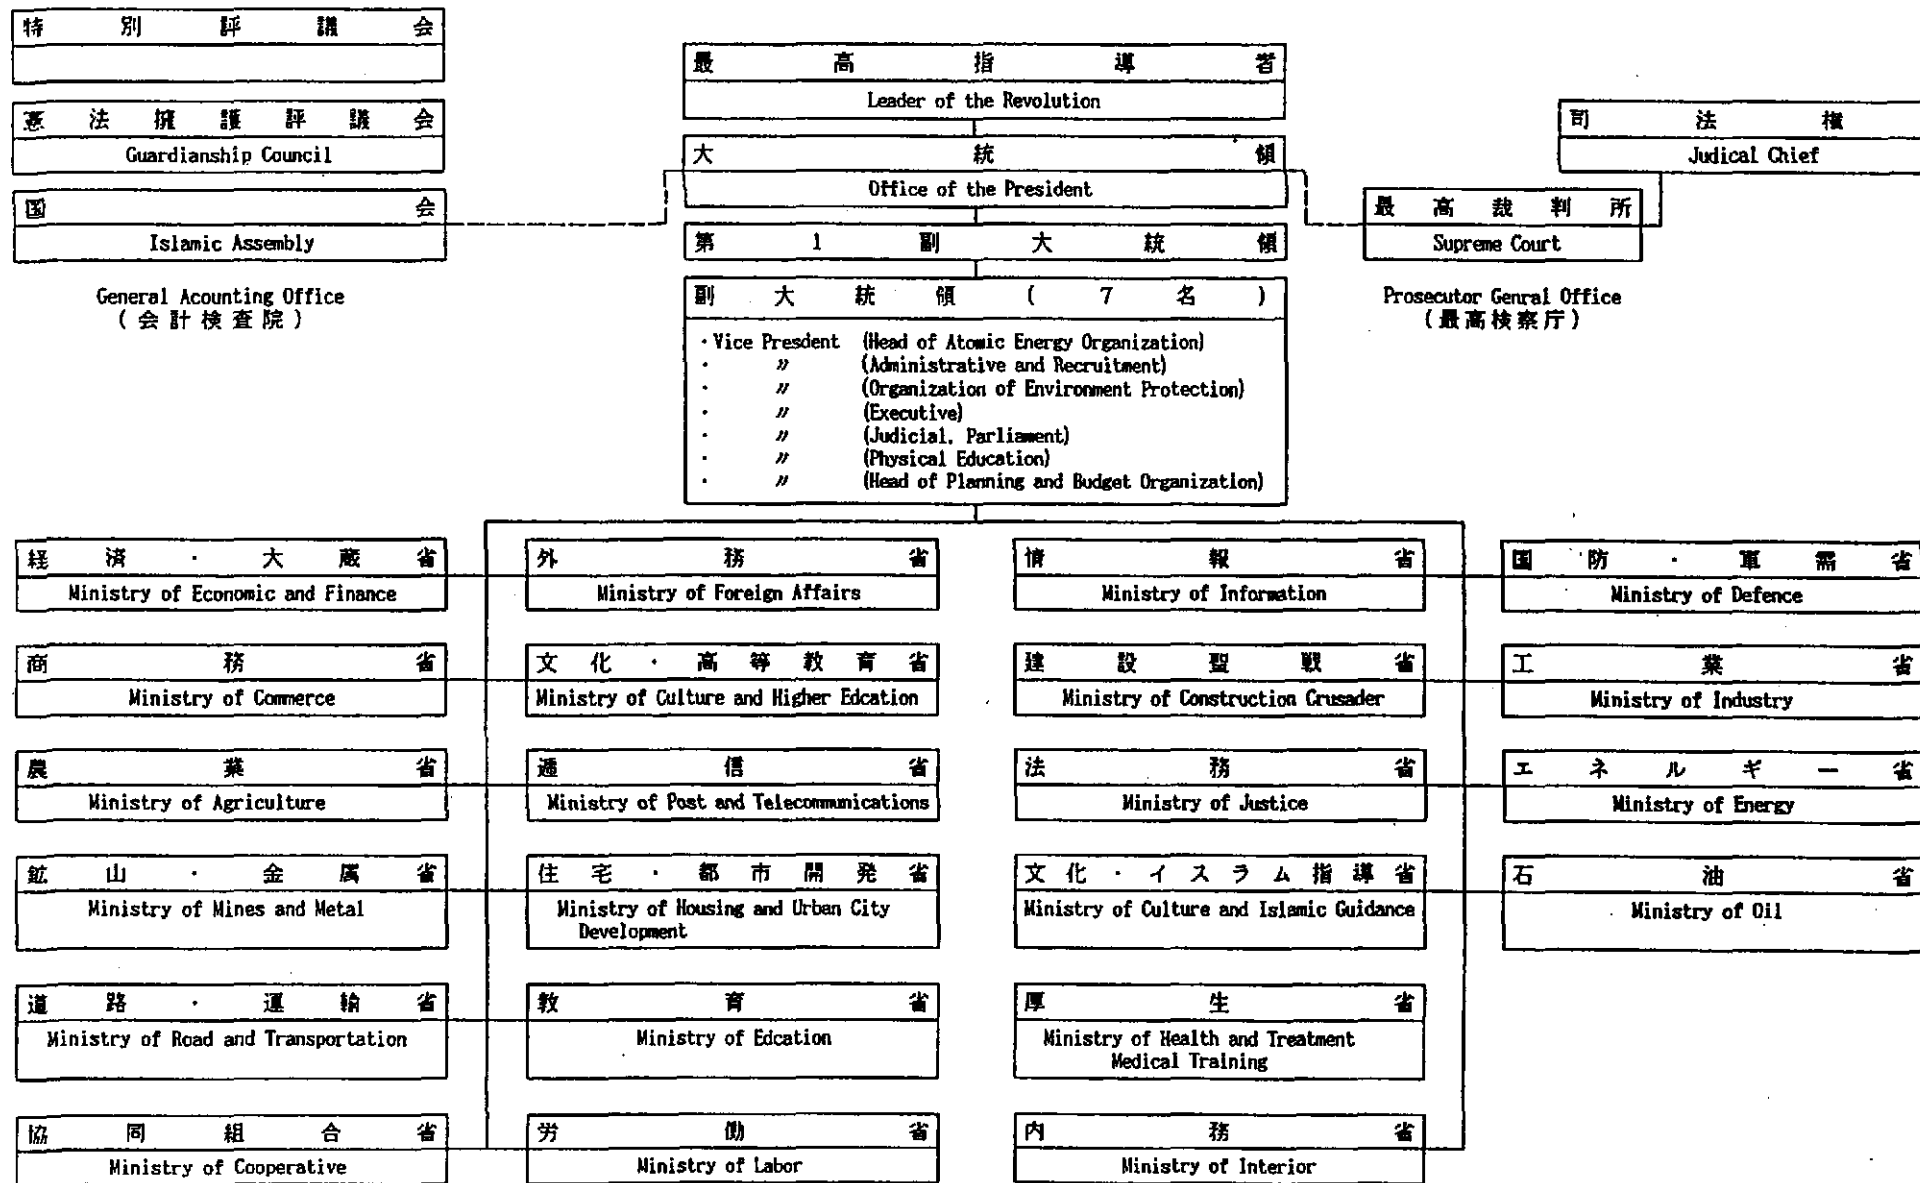 特別評議会
憲法擁護評議会
Guardianship Council
国会
Islamic Assembly
General Acounting Office
(会計検査院)
最高指導者
Leader of the Revolution
大統領
Office of the President
第1副大統領
副大統領(7名)
・Vice Presdent (Head of Atomic Energy Organization)
・ 〃 (Administrative and Recruitment)
・ 〃 (Organization of Environment Protection)
・ 〃 (Executive)
・ 〃 (Judicial, Parliament)
・ 〃 (Physical Education)
・ 〃 (Head of Planning and Budget Organization)
司法権
Judical Chief
最高裁判所
Supreme Court
Prosecutor Genral Office
(最高検察庁)
経済・大蔵省
Ministry of Economic and Finance
外務省
Ministry of Foreign Affairs
情報省
Ministry of Information
国防・軍需省
Ministry of Defence
商務省
Ministry of Commerce
文化・高等教育省
Ministry of Culture and Higher Edcation
建設聖戦省
Ministry of Construction Crusader
工業省
Ministry of Industry
農業省
Ministry of Agriculture
逓信省
Ministry of Post and Telecommunications
法務省
Ministry of Justice
エネルギー省
Ministry of Energy
鉱山・金属省
Ministry of Mines and Metal
住宅・都市開発省
Ministry of Housing and Urban City
Development
文化・イスラム指導省
Ministry of Culture and Islamic Guidance
石油省
Ministry of Oil
道路・運輸省
Ministry of Road and Transportation
教育省
Ministry of Edcation
厚生省
Ministry of Health and Treatment
Medical Training
協同組合省
Ministry of Cooperative
労働省
Ministry of Labor
内務省
Ministry of Interior